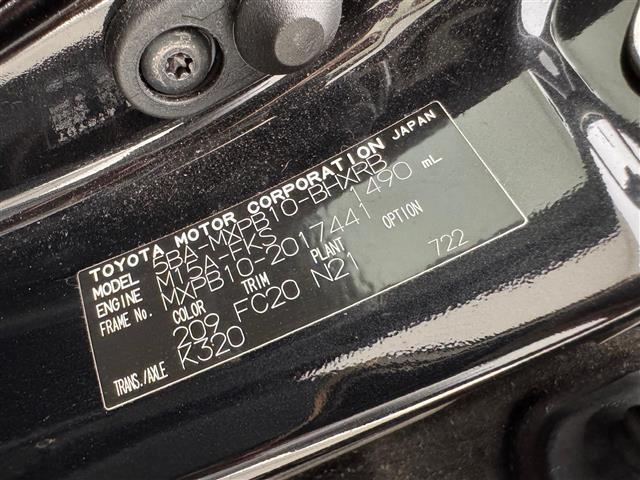 TOYOTA MOTOR CORPORATION JAPAN
MODEL 5BA-MXPB10-BHXRB
ENGINE M15A-FKS 1490 mL
FRAME No. MXPB10-2017441
COLOR TRIM PLANT OPTION
209 FC20 N21 722
TRANS./AXLE K320